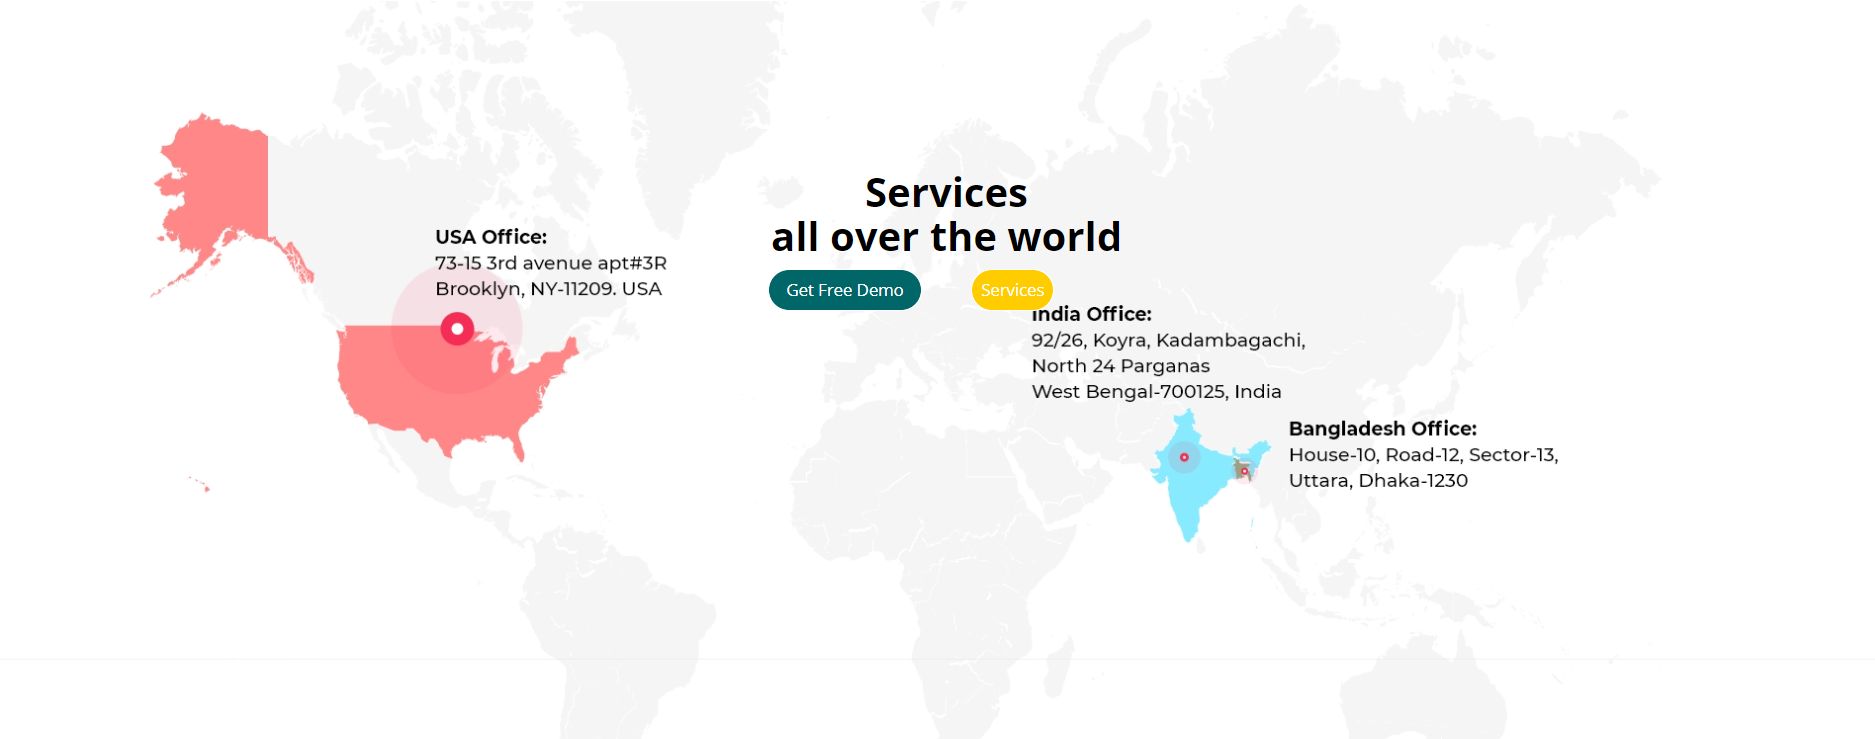 Services
all over the world
Get Free Demo
Services
USA Office:
73-15 3rd avenue apt#3R
Brooklyn, NY-11209. USA
India Office:
92/26, Koyra, Kadambagachi,
North 24 Parganas
West Bengal-700125, India
Bangladesh Office:
House-10, Road-12, Sector-13,
Uttara, Dhaka-1230